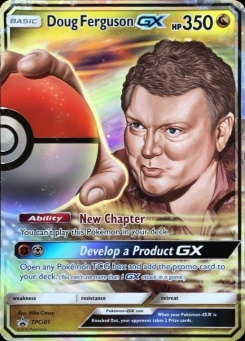 BASIC Doug Ferguson GX HP 350
Ability New Chapter
You can't play this Pokémon in your deck.
Develop a Product GX
Open any Pokémon TCG box and add the promo card to
your deck. (You can't use more than 1 GX attack in a game.)
weakness resistance retreat
Pokémon-GX rule
When your Pokémon-GX is
Knocked Out, your opponent takes 2 Prize cards.
TPCi01